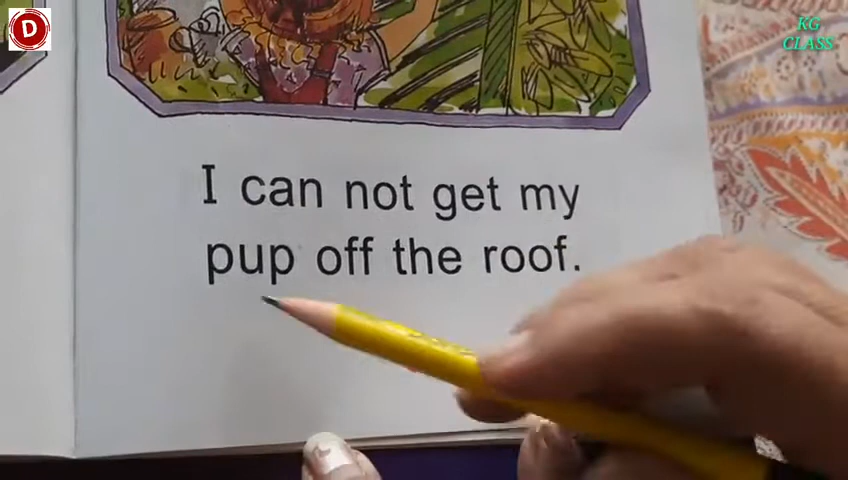 D
KG
CLASS
I can not get my
pup off the roof.